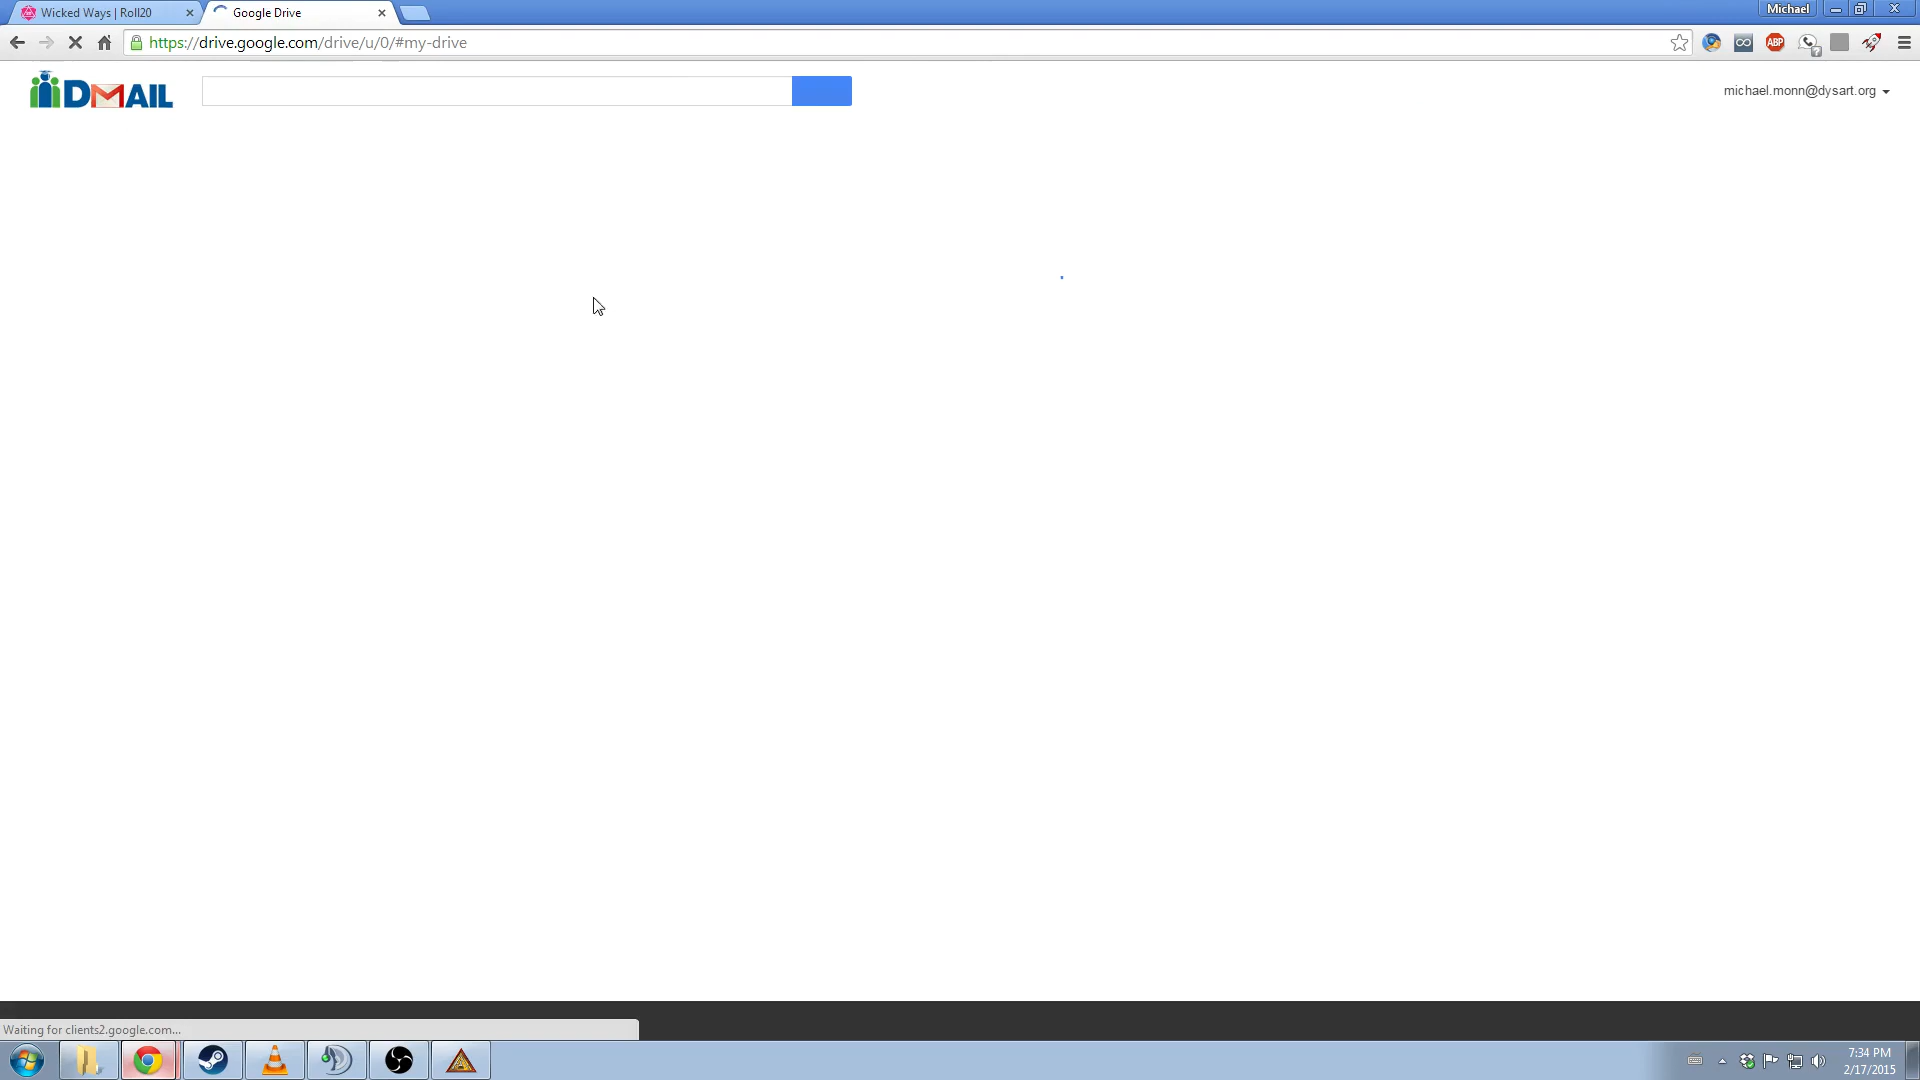 Wicked Ways | Roll20
Google Drive
Michael
https://drive.google.com/drive/u/0/#my-drive
ABP
DMAIL
michael.monn@dysart.org
Waiting for clients2.google.com...
7:34 PM
2/17/2015